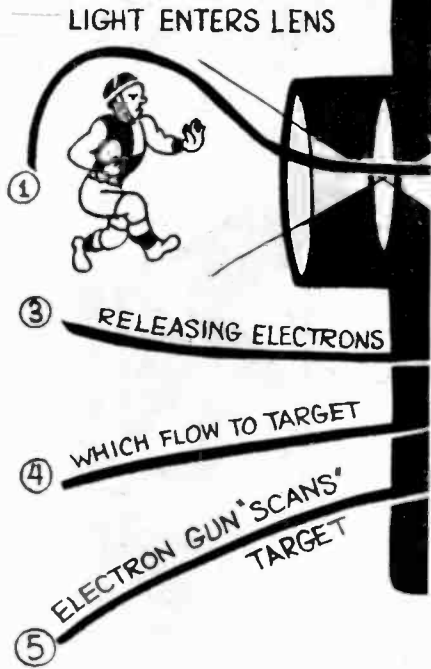 LIGHT ENTERS LENS
①
③ RELEASING ELECTRONS
④ WHICH FLOW TO TARGET
⑤ ELECTRON GUN "SCANS"
TARGET